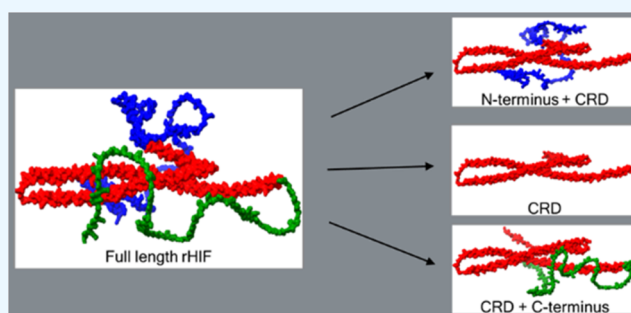 Full length rHIF
N-terminus + CRD
CRD
CRD + C-terminus